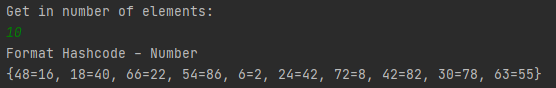 Get in number of elements:
10
Format Hashcode – Number
{48=16, 18=40, 66=22, 54=86, 6=2, 24=42, 72=8, 42=82, 30=78, 63=55}